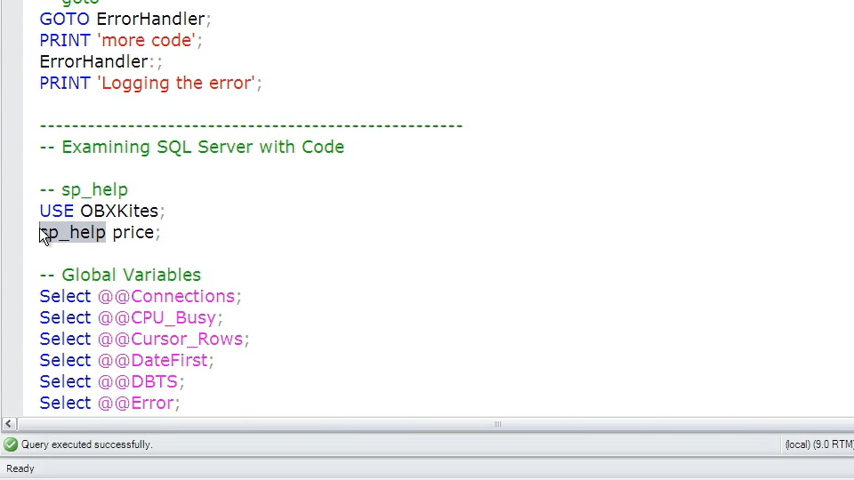 -- goto
GOTO ErrorHandler;
PRINT 'more code';
ErrorHandler:;
PRINT 'Logging the error';
-----------------------------------------------------
-- Examining SQL Server with Code
-- sp_help
USE OBXKites;
sp_help price;
-- Global Variables
Select @@Connections;
Select @@CPU_Busy;
Select @@Cursor_Rows;
Select @@DateFirst;
Select @@DBTS;
Select @@Error;
Query executed successfully.
(local) (9.0 RTM)
Ready